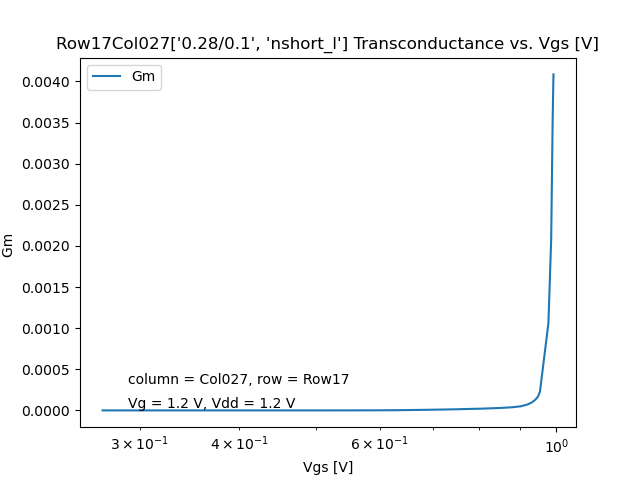 Row17Col027['0.28/0.1', 'nshort_l'] Transconductance vs. Vgs [V]
Gm
0.0040
0.0035
0.0030
0.0025
0.0020
0.0015
0.0010
0.0005
0.0000
Gm
column = Col027, row = Row17
Vg = 1.2 V, Vdd = 1.2 V
3 × 10⁻¹ 4 × 10⁻¹ 6 × 10⁻¹ 10⁰
Vgs [V]